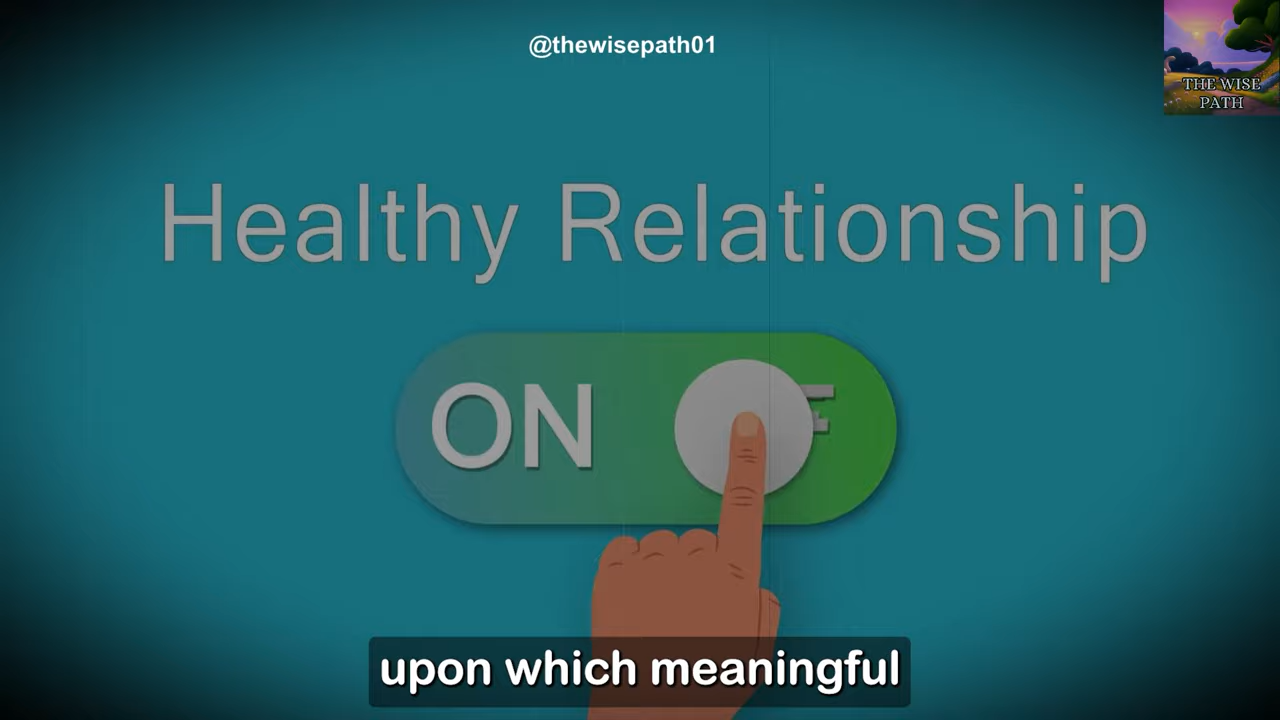 @thewisepath01
THE WISE
PATH
Healthy Relationship
ON
upon which meaningful